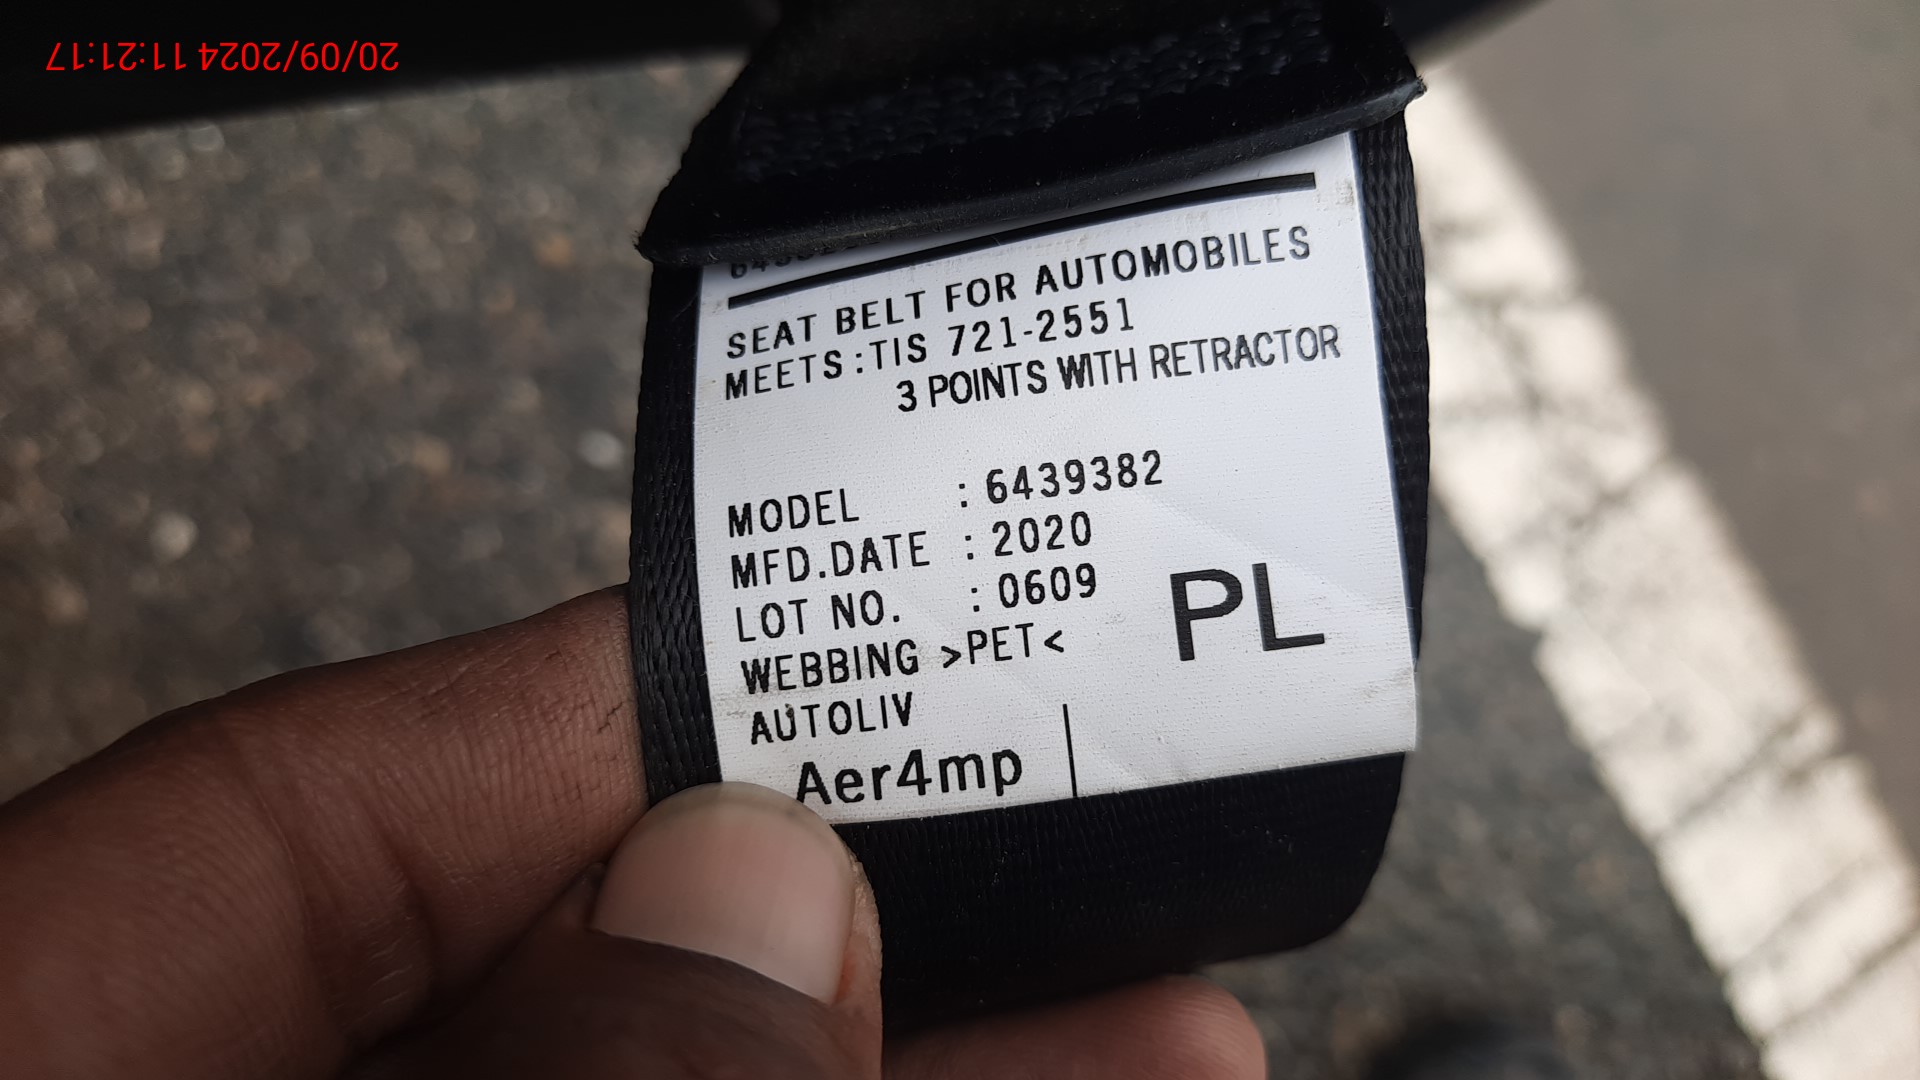 20/09/2024 11:21:17
SEAT BELT FOR AUTOMOBILES
MEETS:TIS 721-2551
3 POINTS WITH RETRACTOR
MODEL : 6439382
MFD.DATE : 2020
LOT NO. : 0609
WEBBING >PET<
PL
AUTOLIV
Aer4mp